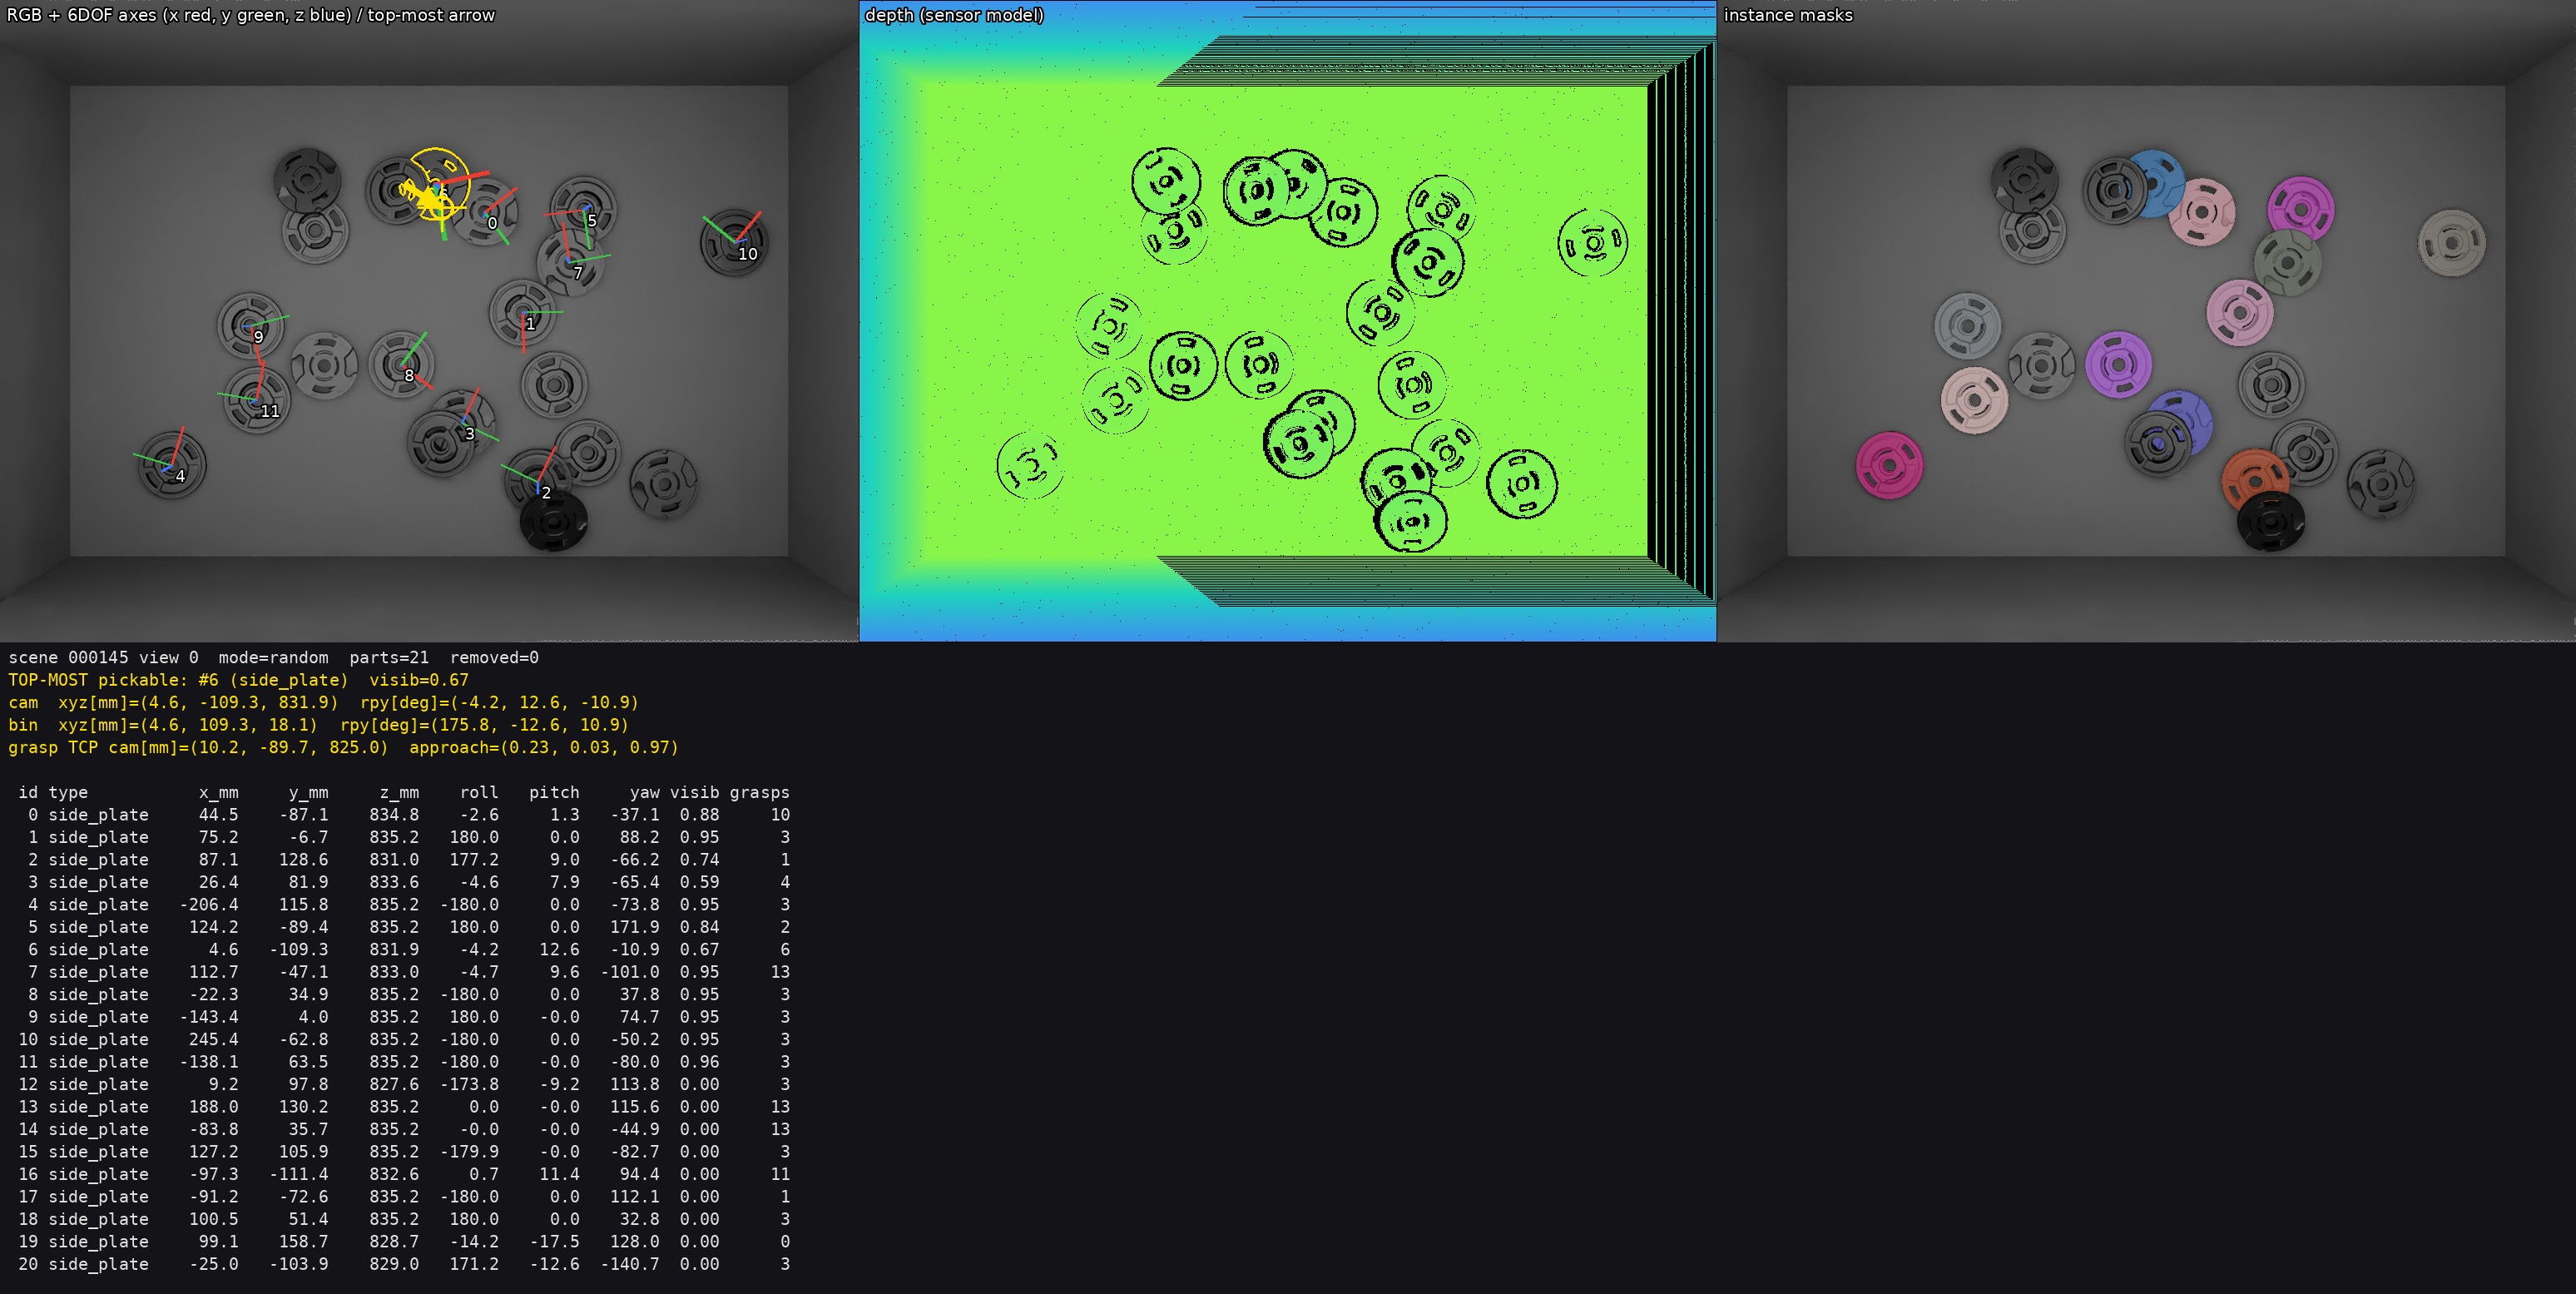 RGB + 6DOF axes (x red, y green, z blue) / top-most arrow
depth (sensor model)
instance masks
6
0
5
10
7
1
9
8
11
3
4
2
scene 000145 view 0  mode=random  parts=21  removed=0
TOP-MOST pickable: #6 (side_plate)  visib=0.67
cam  xyz[mm]=(4.6, -109.3, 831.9)  rpy[deg]=(-4.2, 12.6, -10.9)
bin  xyz[mm]=(4.6, 109.3, 18.1)  rpy[deg]=(175.8, -12.6, 10.9)
grasp TCP cam[mm]=(10.2, -89.7, 825.0)  approach=(0.23, 0.03, 0.97)
id type x_mm y_mm z_mm roll pitch yaw visib grasps
0 side_plate 44.5 -87.1 834.8 -2.6 1.3 -37.1 0.88 10
1 side_plate 75.2 -6.7 835.2 180.0 0.0 88.2 0.95 3
2 side_plate 87.1 128.6 831.0 177.2 9.0 -66.2 0.74 1
3 side_plate 26.4 81.9 833.6 -4.6 7.9 -65.4 0.59 4
4 side_plate -206.4 115.8 835.2 -180.0 0.0 -73.8 0.95 3
5 side_plate 124.2 -89.4 835.2 180.0 0.0 171.9 0.84 2
6 side_plate 4.6 -109.3 831.9 -4.2 12.6 -10.9 0.67 6
7 side_plate 112.7 -47.1 833.0 -4.7 9.6 -101.0 0.95 13
8 side_plate -22.3 34.9 835.2 -180.0 0.0 37.8 0.95 3
9 side_plate -143.4 4.0 835.2 180.0 -0.0 74.7 0.95 3
10 side_plate 245.4 -62.8 835.2 -180.0 0.0 -50.2 0.95 3
11 side_plate -138.1 63.5 835.2 -180.0 -0.0 -80.0 0.96 3
12 side_plate 9.2 97.8 827.6 -173.8 -9.2 113.8 0.00 3
13 side_plate 188.0 130.2 835.2 0.0 -0.0 115.6 0.00 13
14 side_plate -83.8 35.7 835.2 -0.0 -0.0 -44.9 0.00 13
15 side_plate 127.2 105.9 835.2 -179.9 -0.0 -82.7 0.00 3
16 side_plate -97.3 -111.4 832.6 0.7 11.4 94.4 0.00 11
17 side_plate -91.2 -72.6 835.2 -180.0 0.0 112.1 0.00 1
18 side_plate 100.5 51.4 835.2 180.0 0.0 32.8 0.00 3
19 side_plate 99.1 158.7 828.7 -14.2 -17.5 128.0 0.00 0
20 side_plate -25.0 -103.9 829.0 171.2 -12.6 -140.7 0.00 3